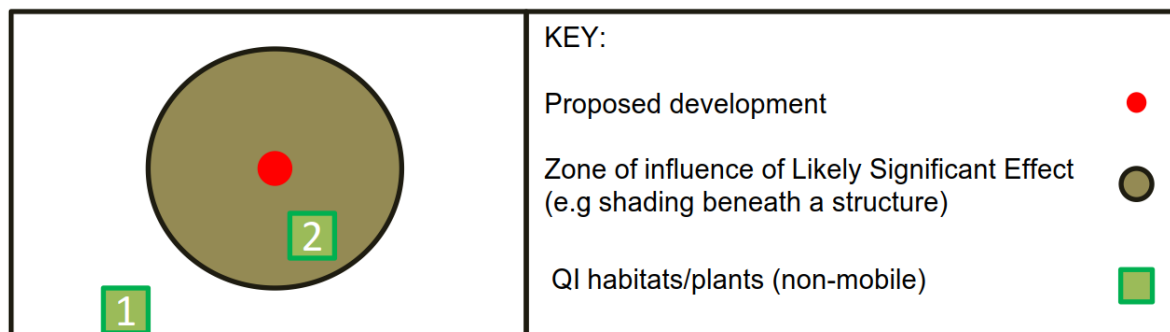 KEY:
Proposed development
Zone of influence of Likely Significant Effect
(e.g shading beneath a structure)
2
QI habitats/plants (non-mobile)
1